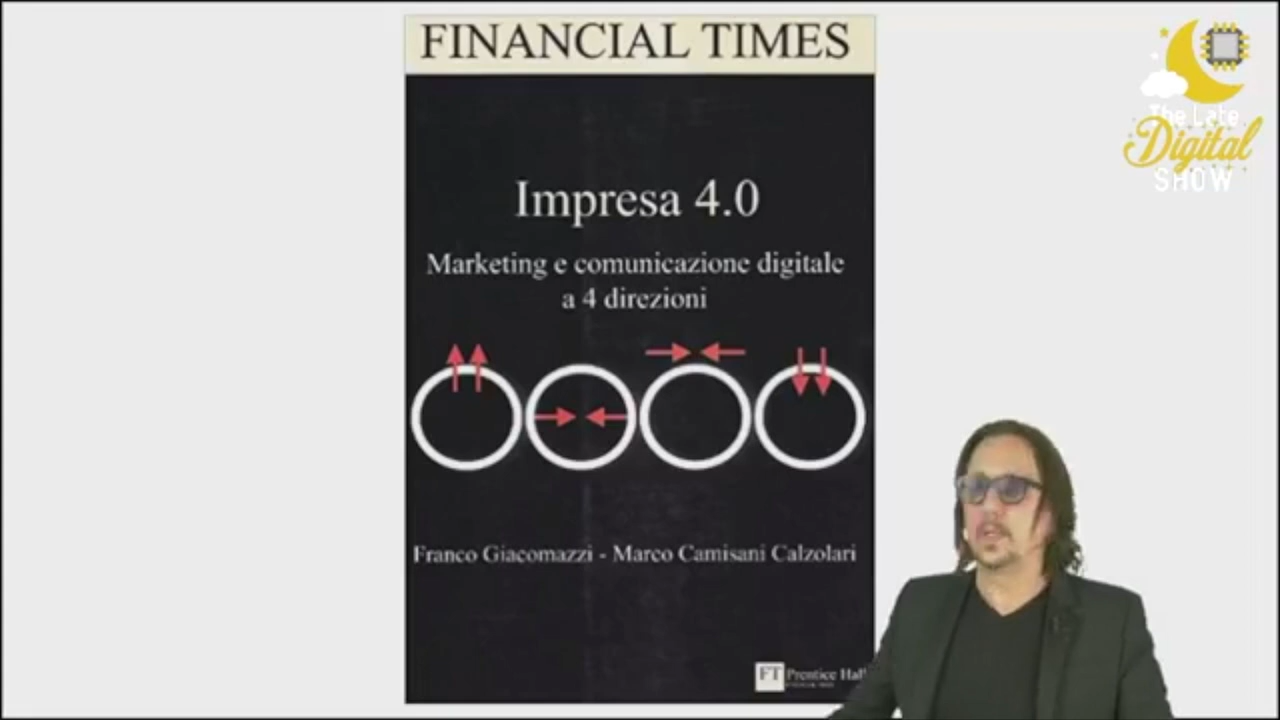 FINANCIAL TIMES
The Late
Digital
SHOW
Impresa 4.0
Marketing e comunicazione digitale
a 4 direzioni
Franco Giacomazzi - Marco Camisani Calzolari
FT Prentice Hall